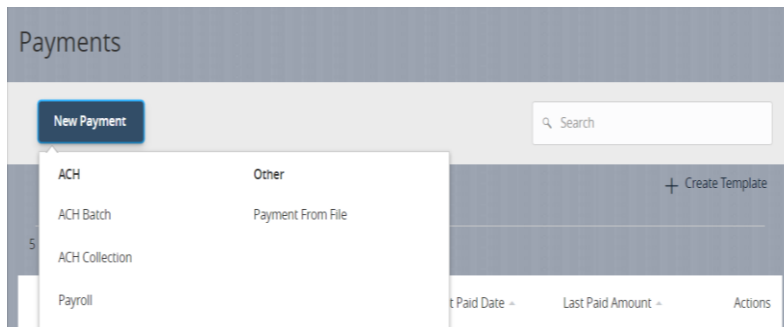 Payments
New Payment
Search
ACH Other
+ Create Template
ACH Batch Payment From File
5
ACH Collection
Payroll
t Paid Date Last Paid Amount Actions